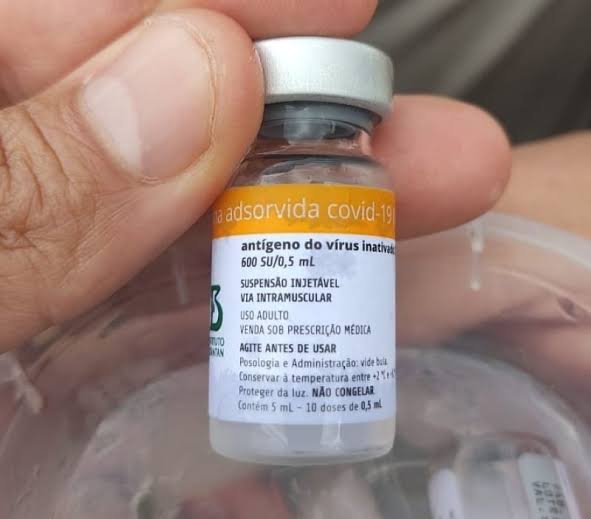 na adsorvida covid-19
antígeno do vírus inativado
600 SU/0,5 mL
SUSPENSÃO INJETÁVEL
VIA INTRAMUSCULAR
USO ADULTO
VENDA SOB PRESCRIÇÃO MÉDICA
AGITE ANTES DE USAR
Posologia e Administração: vide bula.
Conservar à temperatura entre +2 °C e
Proteger da luz. NÃO CONGELAR.
Contém 5 mL - 10 doses de 0,5 mL